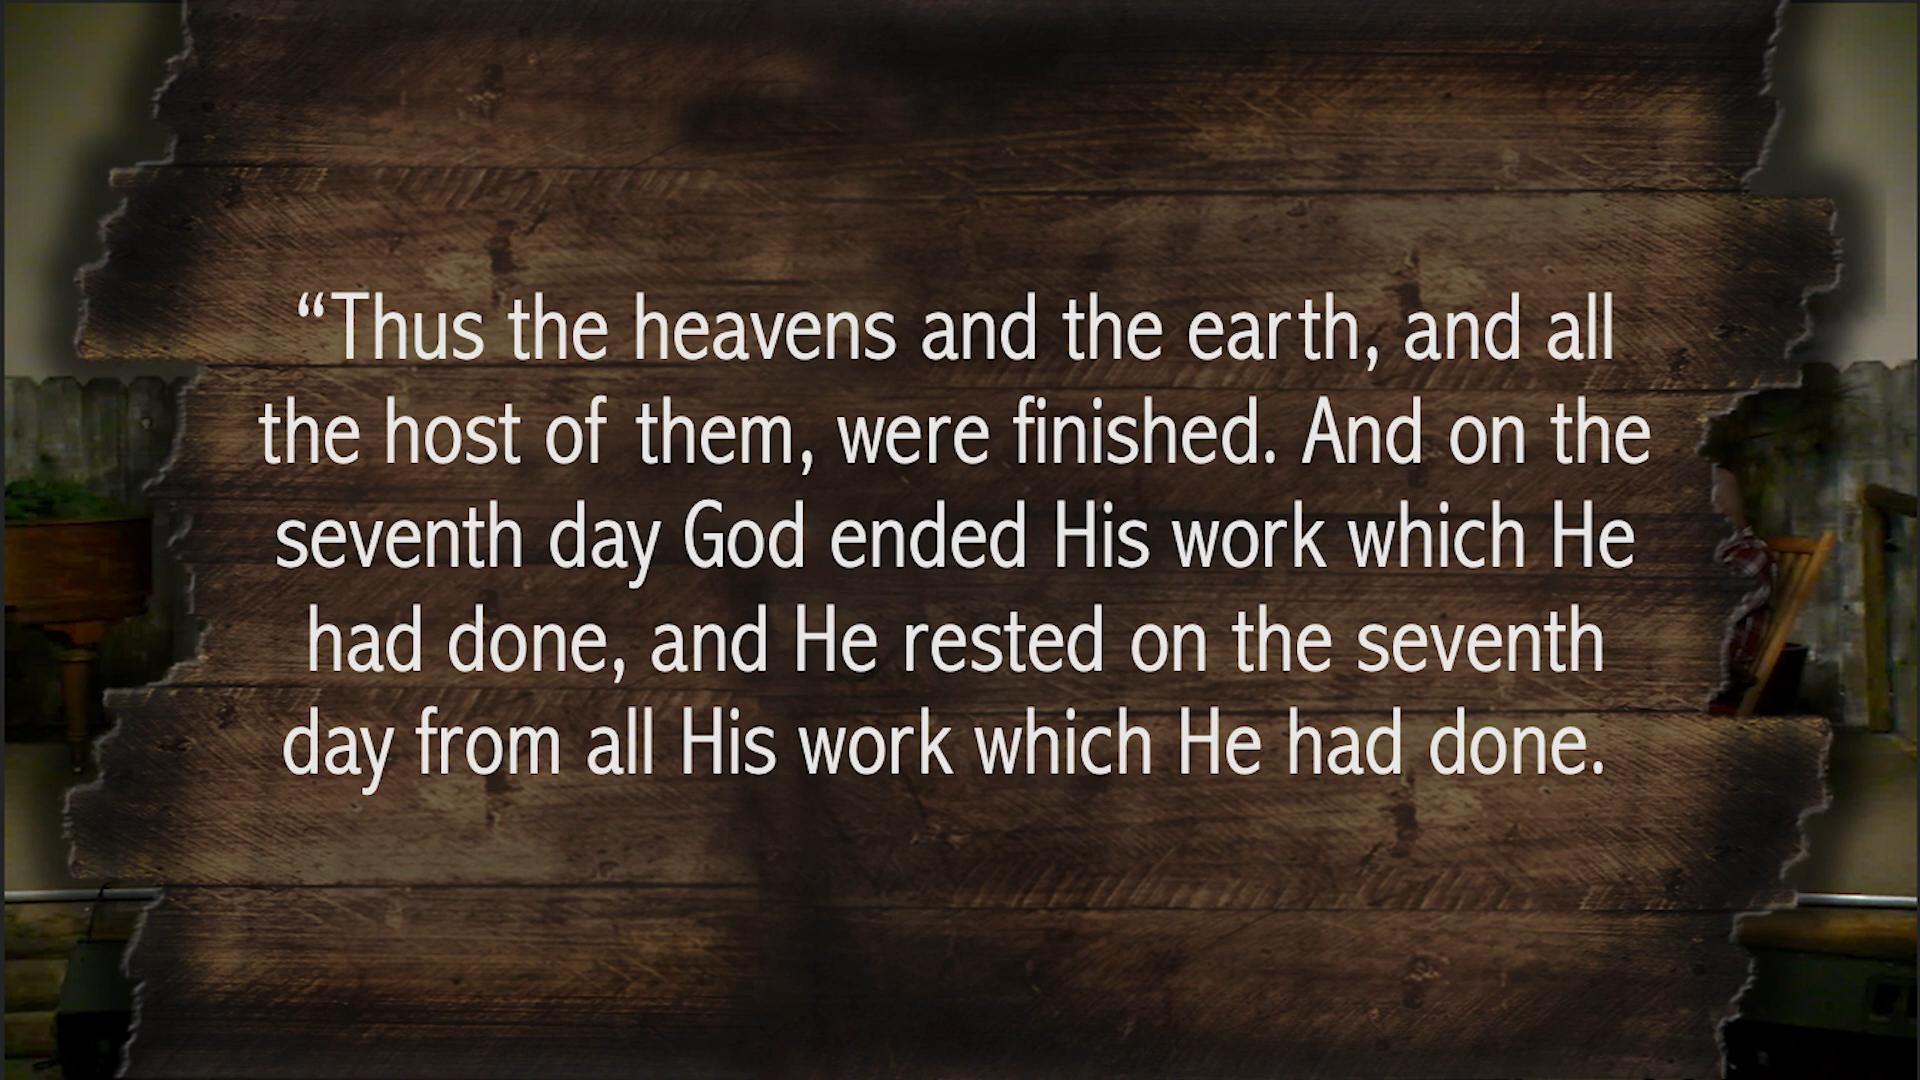 “Thus the heavens and the earth, and all
the host of them, were finished. And on the
seventh day God ended His work which He
had done, and He rested on the seventh
day from all His work which He had done.